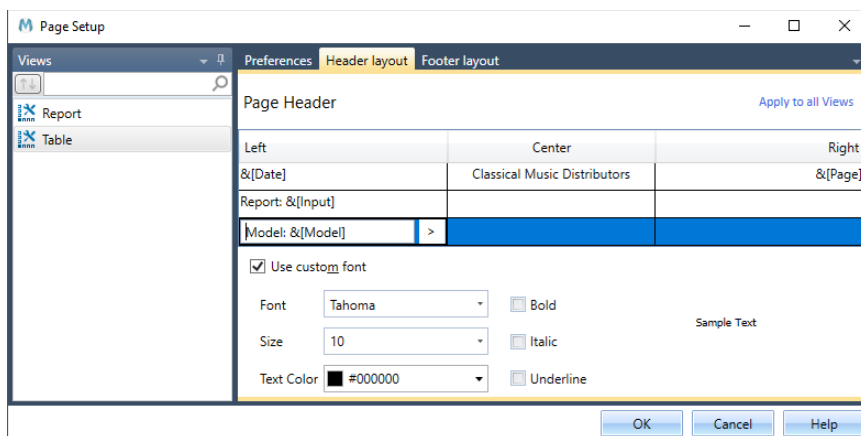 Page Setup
Views
Preferences Header layout Footer layout
Report
Table
Page Header
Apply to all Views
Left Center Right
&[Date] Classical Music Distributors &[Page]
Report: &[Input]
Model: &[Model] >
Use custom font
Font Tahoma Bold
Sample Text
Size 10 Italic
Text Color #000000 Underline
OK Cancel Help